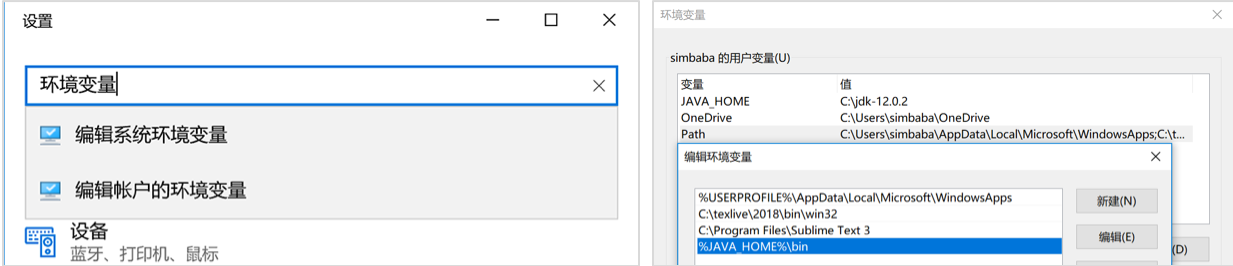 设置
环境变量
编辑系统环境变量
编辑帐户的环境变量
设备
蓝牙、打印机、鼠标
环境变量
simbaba 的用户变量(U)
变量 值
JAVA_HOME C:\jdk-12.0.2
OneDrive C:\Users\simbaba\OneDrive
Path C:\Users\simbaba\AppData\Local\Microsoft\WindowsApps;C:\t...
编辑环境变量
%USERPROFILE%\AppData\Local\Microsoft\WindowsApps
新建(N)
C:\texlive\2018\bin\win32
C:\Program Files\Sublime Text 3
编辑(E)
%JAVA_HOME%\bin
(D)